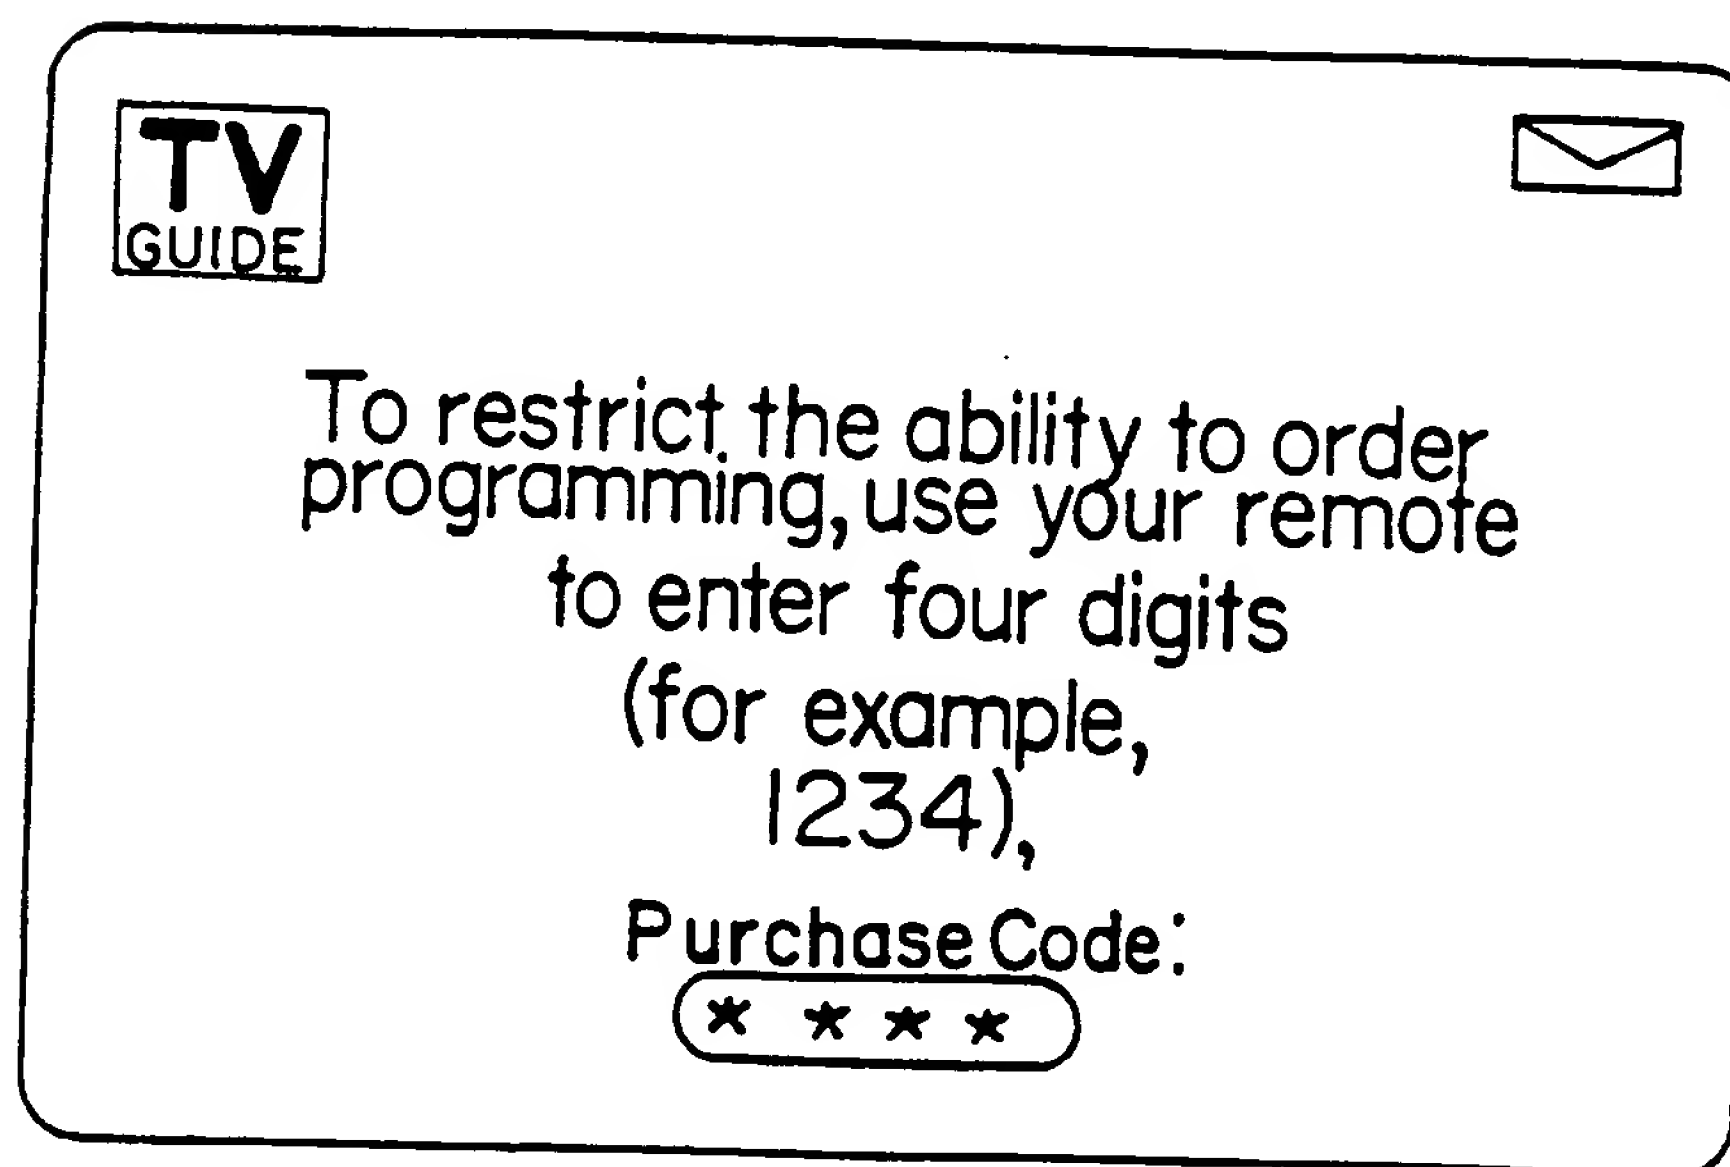 TV
GUIDE
To restrict the ability to order
programming, use your remote
to enter four digits
(for example,
1234),
Purchase Code:
* * * *